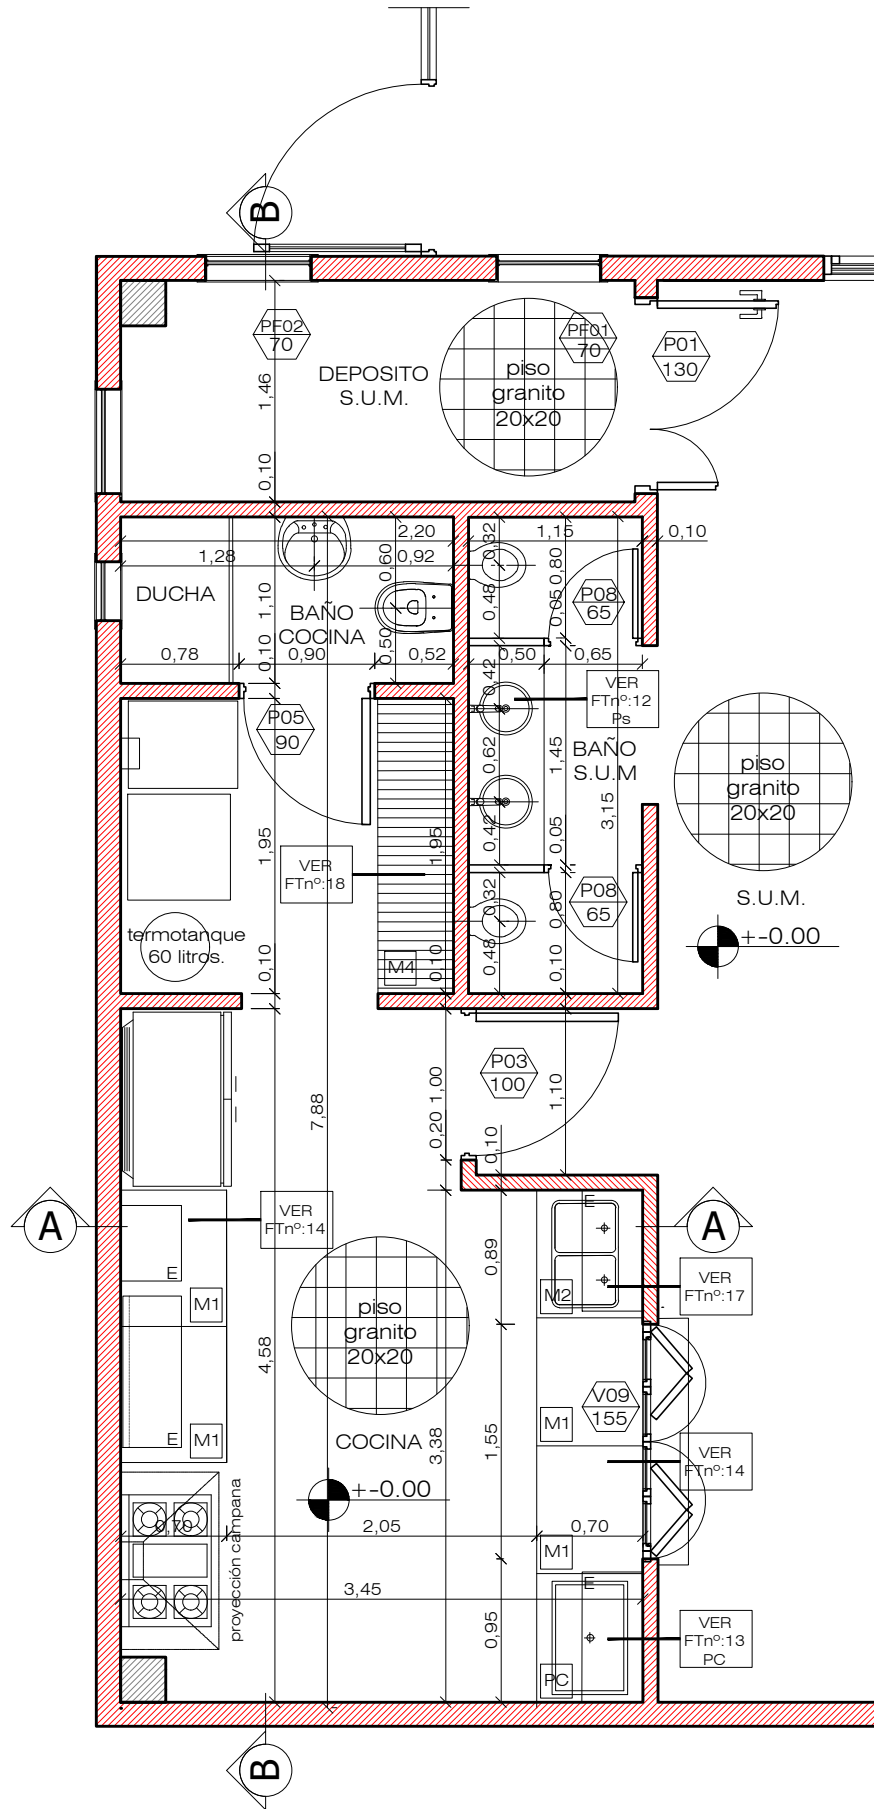 B
PF02
70
PF01
70
P01
130
DEPOSITO
S.U.M.
piso
granito
20x20
1,46
0,10
2,20
1,15
0,10
1,28
0,92
0,60
0,32
0,80
DUCHA
1,10
BAÑO
COCINA
0,48
0,05
P08
65
0,78
0,90
0,52
0,50
0,10
0,50
0,65
0,42
VER
FTnº:12
Ps
P05
90
0,62
1,45
BAÑO
S.U.M
piso
granito
20x20
3,15
1,95
VER
FTnº:18
1,95
0,42
0,05
P08
65
S.U.M.
0,32
0,80
termotanque
60 litros.
+-0.00
0,10
M4
0,10
0,48
0,10
P03
100
7,88
1,00
0,20
1,10
0,10
A
VER
FTnº:14
E
A
0,89
E
M1
M2
VER
FTnº:17
piso
granito
20x20
4,58
V09
155
E
M1
COCINA
3,38
1,55
M1
VER
FTnº:14
+-0.00
0,70
2,05
0,70
M1
proyección campana
3,45
E
0,95
VER
FTnº:13
PC
PC
B